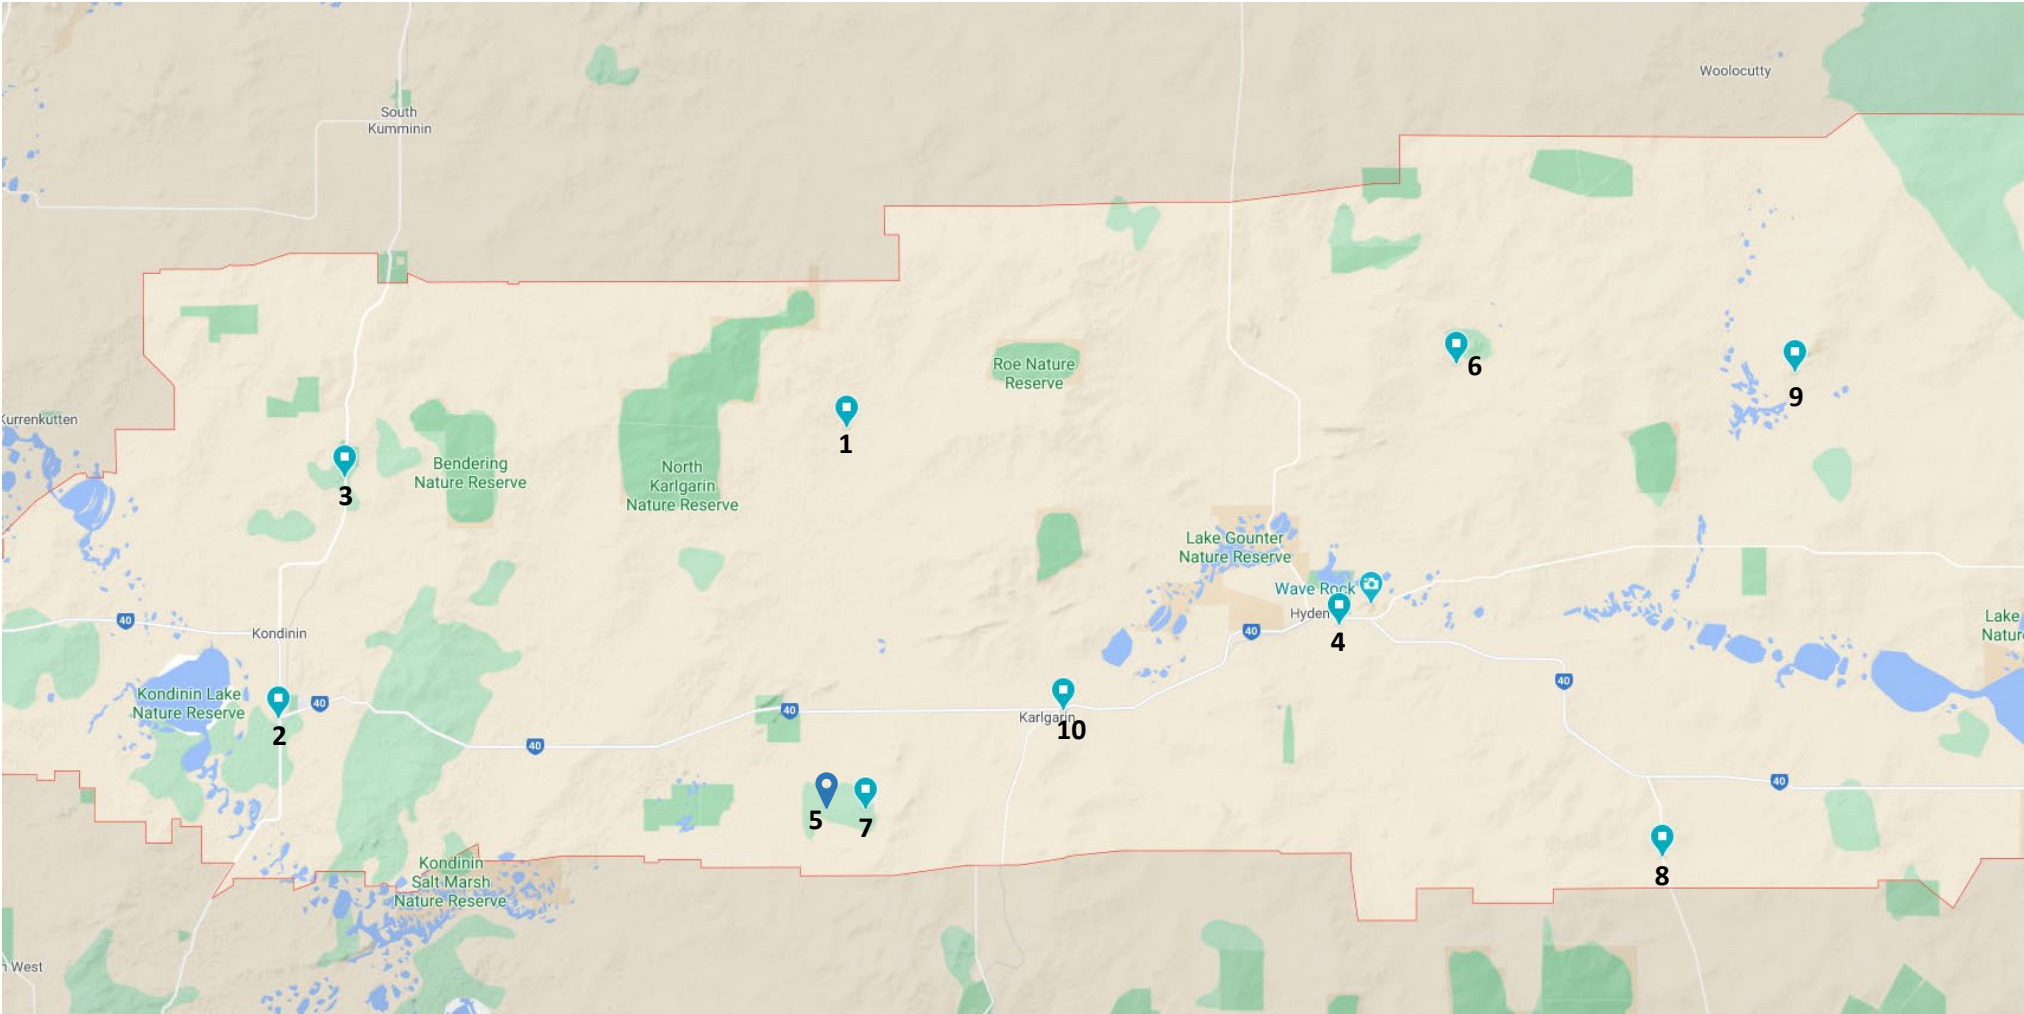 Woolocutty
South
Kumminin
Roe Nature
Reserve
6
9
1
Kurrenkutten
3
Bendering
Nature Reserve
North
Karlgarin
Nature Reserve
Lake Gounter
Nature Reserve
Wave Rock
Hyden
4
40
40
Kondinin
Lake
Natur
40
Kondinin Lake
Nature Reserve
2
40
40
40
Karlgarin
10
40
5
7
8
Kondinin
Salt Marsh
Nature Reserve
West